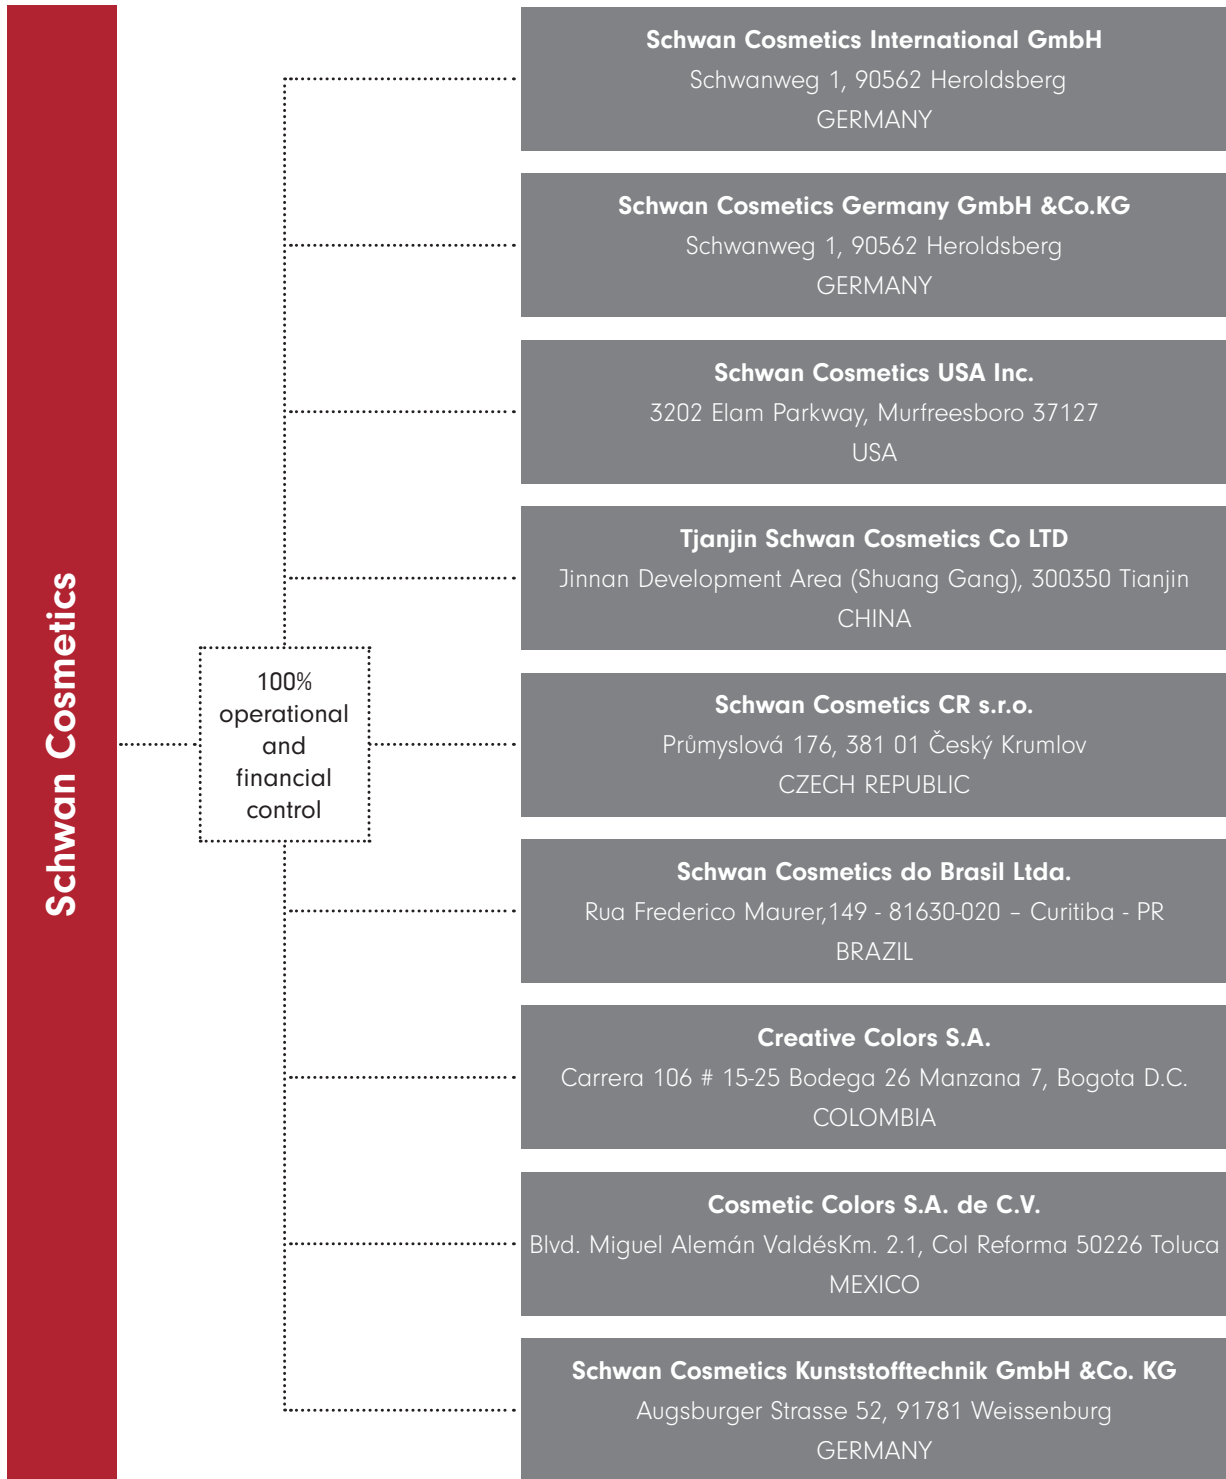 Schwan Cosmetics
100%
operational
and
financial
control
Schwan Cosmetics International GmbH
Schwanweg 1, 90562 Heroldsberg
GERMANY
Schwan Cosmetics Germany GmbH &Co.KG
Schwanweg 1, 90562 Heroldsberg
GERMANY
Schwan Cosmetics USA Inc.
3202 Elam Parkway, Murfreesboro 37127
USA
Tjanjin Schwan Cosmetics Co LTD
Jinnan Development Area (Shuang Gang), 300350 Tianjin
CHINA
Schwan Cosmetics CR s.r.o.
Průmyslová 176, 381 01 Český Krumlov
CZECH REPUBLIC
Schwan Cosmetics do Brasil Ltda.
Rua Frederico Maurer,149 - 81630-020 – Curitiba - PR
BRAZIL
Creative Colors S.A.
Carrera 106 # 15-25 Bodega 26 Manzana 7, Bogota D.C.
COLOMBIA
Cosmetic Colors S.A. de C.V.
Blvd. Miguel Alemán ValdésKm. 2.1, Col Reforma 50226 Toluca
MEXICO
Schwan Cosmetics Kunststofftechnik GmbH &Co. KG
Augsburger Strasse 52, 91781 Weissenburg
GERMANY